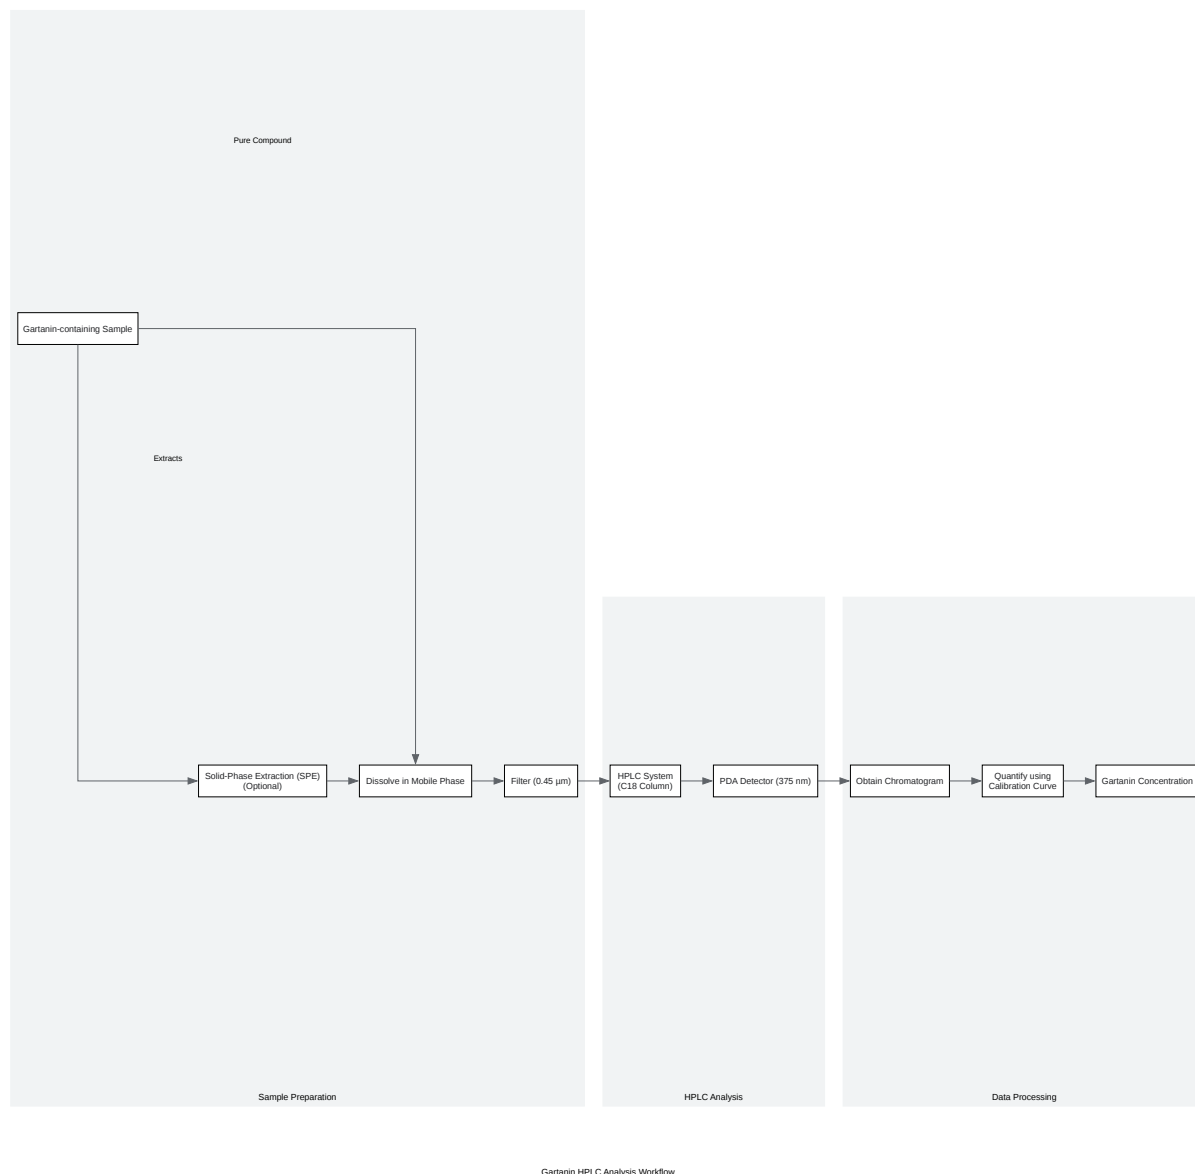 Pure Compound
Gartanin-containing Sample
Extracts
Solid-Phase Extraction (SPE)
(Optional)
Dissolve in Mobile Phase
Filter (0.45 µm)
HPLC System
(C18 Column)
PDA Detector (375 nm)
Obtain Chromatogram
Quantify using
Calibration Curve
Gartanin Concentration
Sample Preparation
HPLC Analysis
Data Processing
Gartanin HPLC Analysis Workflow